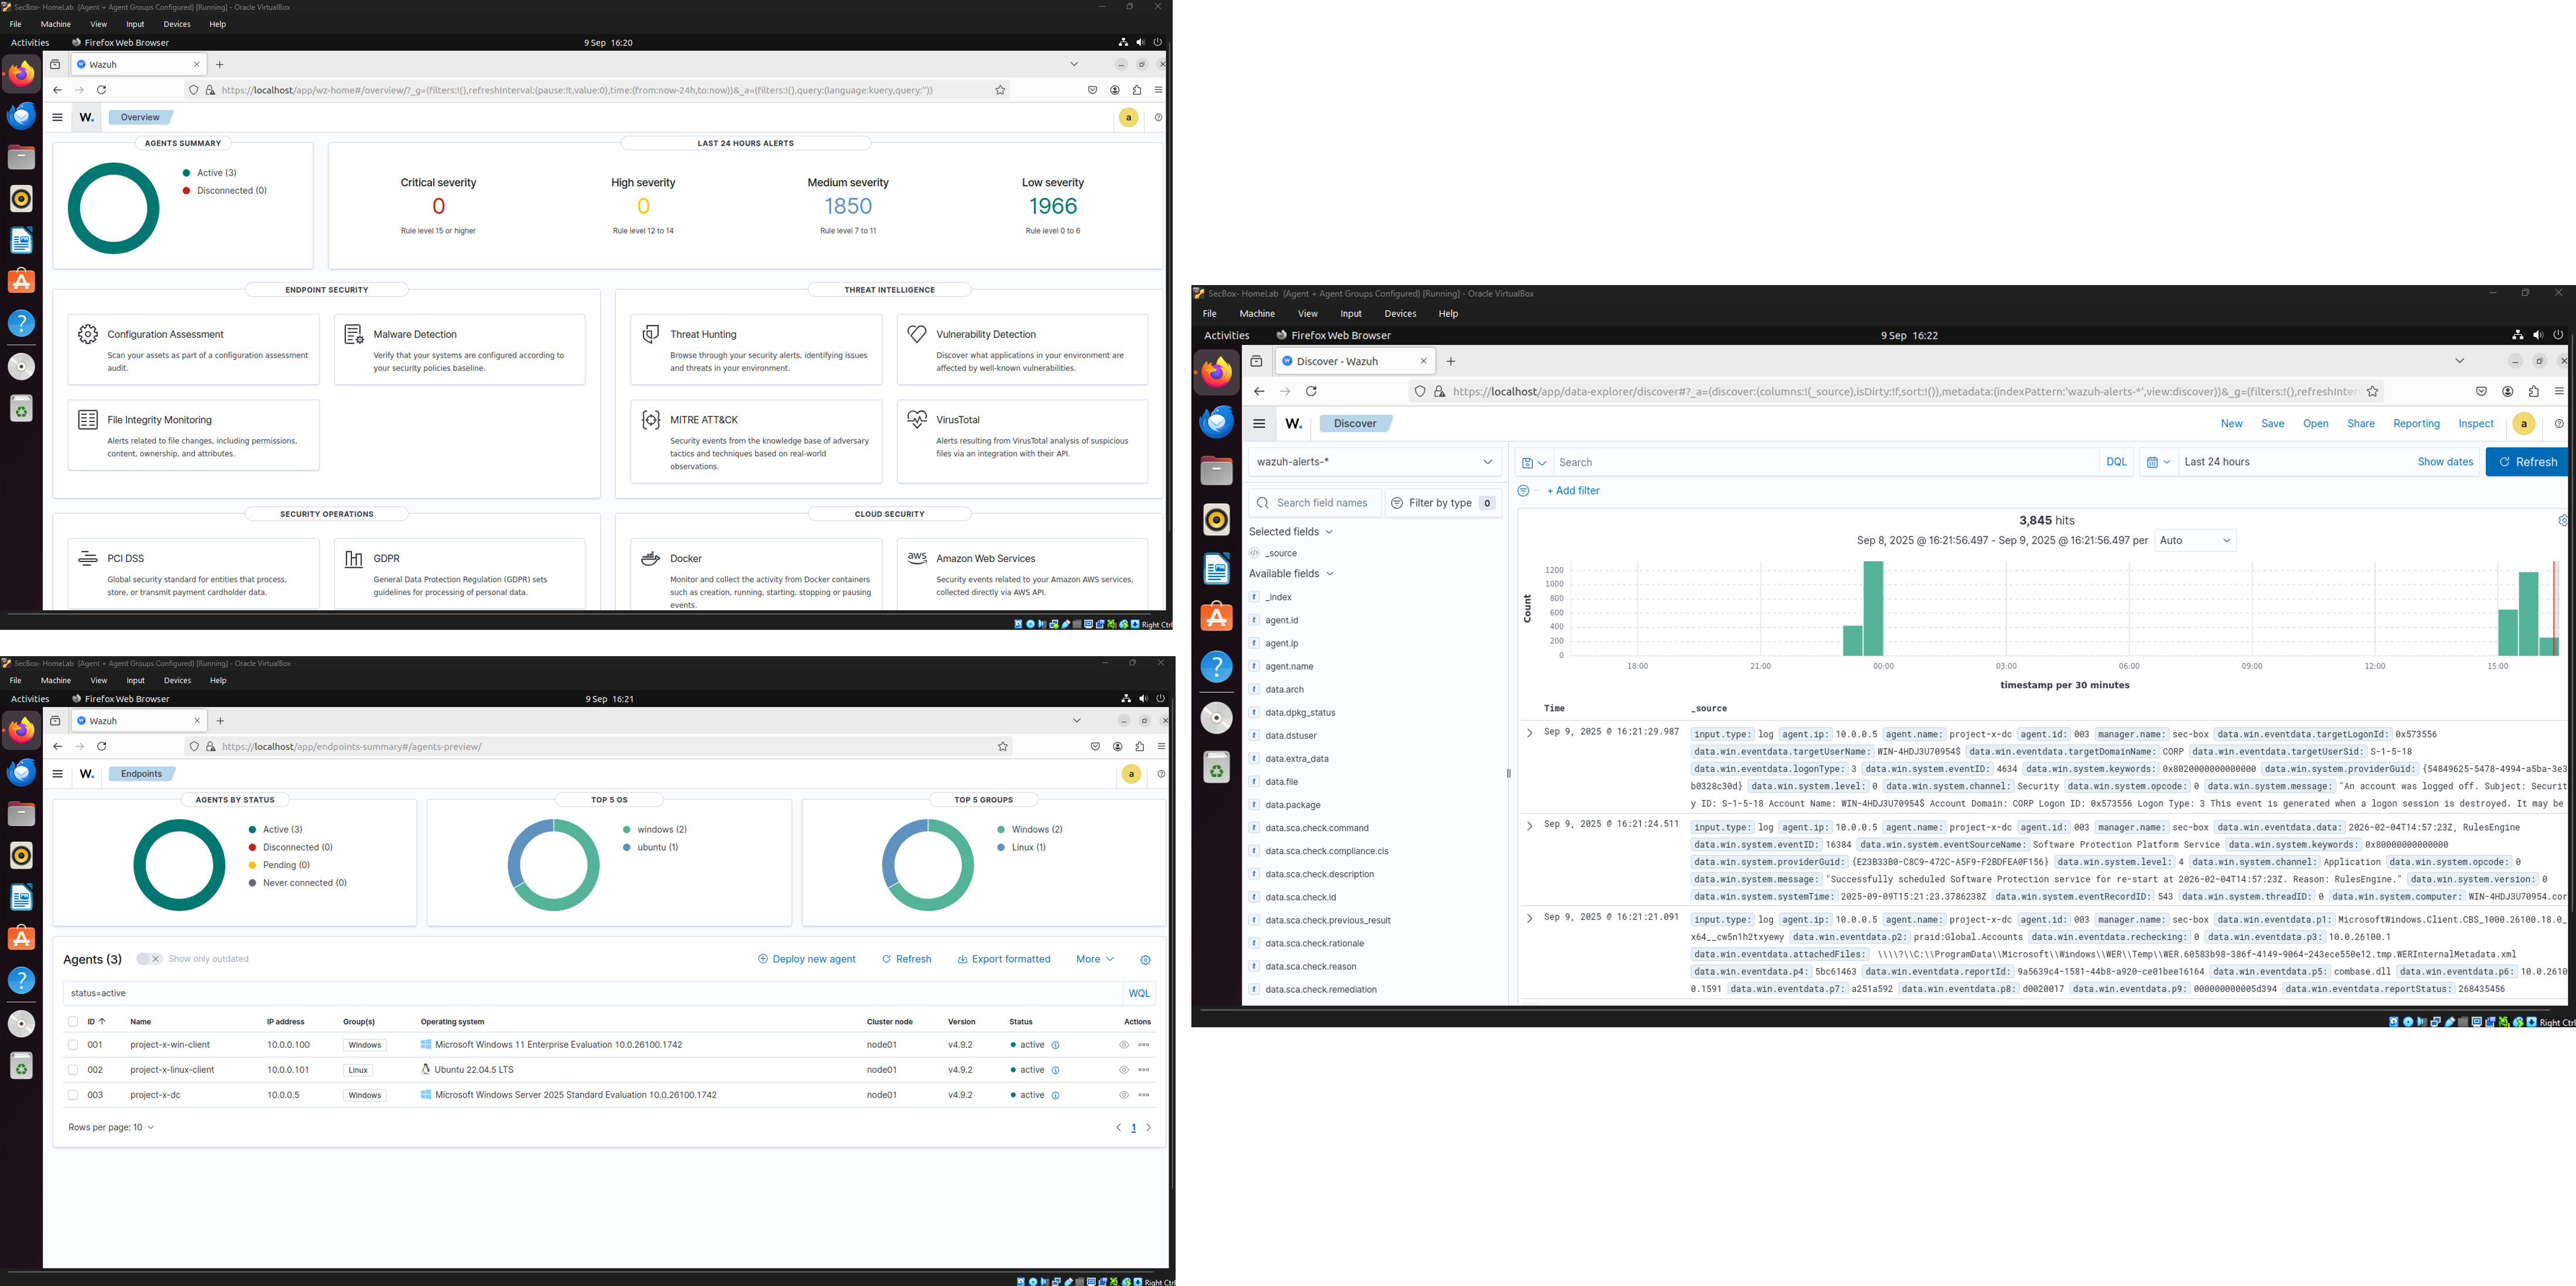 SecBox- HomeLab (Agent + Agent Groups Configured) [Running] - Oracle VirtualBox
File Machine View Input Devices Help
Activities Firefox Web Browser 9 Sep 16:20
Wazuh
https://localhost/app/wz-home#/overview/?_g=(filters:!(),refreshInterval:(pause:!t,value:0),time:(from:now-24h,to:now))&_a=(filters:!(),query:(language:kuery,query:''))
W. Overview a
AGENTS SUMMARY
Active (3)
Disconnected (0)
LAST 24 HOURS ALERTS
Critical severity High severity Medium severity Low severity
0 0 1850 1966
Rule level 15 or higher Rule level 12 to 14 Rule level 7 to 11 Rule level 0 to 6
ENDPOINT SECURITY
Configuration Assessment
Scan your assets as part of a configuration assessment
audit.
Malware Detection
Verify that your systems are configured according to
your security policies baseline.
File Integrity Monitoring
Alerts related to file changes, including permissions,
content, ownership, and attributes.
THREAT INTELLIGENCE
Threat Hunting
Browse through your security alerts, identifying issues
and threats in your environment.
Vulnerability Detection
Discover what applications in your environment are
affected by well-known vulnerabilities.
MITRE ATT&CK
Security events from the knowledge base of adversary
tactics and techniques based on real-world
observations.
VirusTotal
Alerts resulting from VirusTotal analysis of suspicious
files via an integration with their API.
SECURITY OPERATIONS
PCI DSS
Global security standard for entities that process,
store, or transmit payment cardholder data.
GDPR
General Data Protection Regulation (GDPR) sets
guidelines for processing of personal data.
CLOUD SECURITY
Docker
Monitor and collect the activity from Docker containers
such as creation, running, starting, stopping or pausing
events.
aws
Amazon Web Services
Security events related to your Amazon AWS services,
collected directly via AWS API.
Right Ctrl
SecBox- HomeLab (Agent + Agent Groups Configured) [Running] - Oracle VirtualBox
File Machine View Input Devices Help
Activities Firefox Web Browser 9 Sep 16:21
Wazuh
https://localhost/app/endpoints-summary#/agents-preview/
W. Endpoints a
AGENTS BY STATUS
Active (3)
Disconnected (0)
Pending (0)
Never connected (0)
TOP 5 OS
windows (2)
ubuntu (1)
TOP 5 GROUPS
Windows (2)
Linux (1)
Agents (3) Show only outdated Deploy new agent Refresh Export formatted More
status=active WQL
ID Name IP address Group(s) Operating system Cluster node Version Status Actions
001 project-x-win-client 10.0.0.100 Windows Microsoft Windows 11 Enterprise Evaluation 10.0.26100.1742 node01 v4.9.2 active
002 project-x-linux-client 10.0.0.101 Linux Ubuntu 22.04.5 LTS node01 v4.9.2 active
003 project-x-dc 10.0.0.5 Windows Microsoft Windows Server 2025 Standard Evaluation 10.0.26100.1742 node01 v4.9.2 active
Rows per page: 10 1
Right Ctrl
SecBox- HomeLab (Agent + Agent Groups Configured) [Running] - Oracle VirtualBox
File Machine View Input Devices Help
Activities Firefox Web Browser 9 Sep 16:22
Discover - Wazuh
https://localhost/app/data-explorer/discover#?_a=(discover:(columns:!(_source),isDirty:!f,sort:!()),metadata:(indexPattern:'wazuh-alerts-*',view:discover))&_g=(filters:!(),refreshInter
W. Discover New Save Open Share Reporting Inspect a
wazuh-alerts-* Search DQL Last 24 hours Show dates Refresh
+ Add filter
Search field names Filter by type 0
Selected fields
_source
Available fields
_index
agent.id
agent.ip
agent.name
data.arch
data.dpkg_status
data.dstuser
data.extra_data
data.file
data.package
data.sca.check.command
data.sca.check.compliance.cis
data.sca.check.description
data.sca.check.id
data.sca.check.previous_result
data.sca.check.rationale
data.sca.check.reason
data.sca.check.remediation
3,845 hits
Sep 8, 2025 @ 16:21:56.497 - Sep 9, 2025 @ 16:21:56.497 per Auto
Count
1200
1000
800
600
400
200
0
18:00 21:00 00:00 03:00 06:00 09:00 12:00 15:00
timestamp per 30 minutes
Time _source
Sep 9, 2025 @ 16:21:29.987 input.type: log agent.ip: 10.0.0.5 agent.name: project-x-dc agent.id: 003 manager.name: sec-box data.win.eventdata.targetLogonId: 0x573556
data.win.eventdata.targetUserName: WIN-4HDJ3U70954$ data.win.eventdata.targetDomainName: CORP data.win.eventdata.targetUserSid: S-1-5-18
data.win.eventdata.logonType: 3 data.win.system.eventID: 4634 data.win.system.keywords: 0x8020000000000000 data.win.system.providerGuid: {54849625-5478-4994-a5ba-3e3
b0328c30d} data.win.system.level: 0 data.win.system.channel: Security data.win.system.opcode: 0 data.win.system.message: "An account was logged off. Subject: Securit
y ID: S-1-5-18 Account Name: WIN-4HDJ3U70954$ Account Domain: CORP Logon ID: 0x573556 Logon Type: 3 This event is generated when a logon session is destroyed. It may be
Sep 9, 2025 @ 16:21:24.511 input.type: log agent.ip: 10.0.0.5 agent.name: project-x-dc agent.id: 003 manager.name: sec-box data.win.eventdata.data: 2026-02-04T14:57:23Z, RulesEngine
data.win.system.eventID: 16384 data.win.system.eventSourceName: Software Protection Platform Service data.win.system.keywords: 0x80000000000000
data.win.system.providerGuid: {E23B33B0-C8C9-472C-A5F9-F2BDFEA0F156} data.win.system.level: 4 data.win.system.channel: Application data.win.system.opcode: 0
data.win.system.message: "Successfully scheduled Software Protection service for re-start at 2026-02-04T14:57:23Z. Reason: RulesEngine." data.win.system.version: 0
data.win.system.systemTime: 2025-09-09T15:21:23.3786238Z data.win.system.eventRecordID: 543 data.win.system.threadID: 0 data.win.system.computer: WIN-4HDJ3U70954.cor
Sep 9, 2025 @ 16:21:21.091 input.type: log agent.ip: 10.0.0.5 agent.name: project-x-dc agent.id: 003 manager.name: sec-box data.win.eventdata.p1: MicrosoftWindows.Client.CBS_1000.26100.18.0_
x64__cw5n1h2txyewy data.win.eventdata.p2: praid:Global.Accounts data.win.eventdata.rechecking: 0 data.win.eventdata.p3: 10.0.26100.1
data.win.eventdata.attachedFiles: \\\\?\\C:\\ProgramData\\Microsoft\\Windows\\WER\\Temp\\WER.60583b98-386f-4149-9064-243ece550e12.tmp.WERInternalMetadata.xml
data.win.eventdata.p4: 5bc61463 data.win.eventdata.reportId: 9a5639c4-1581-44b8-a920-ce01bee16164 data.win.eventdata.p5: combase.dll data.win.eventdata.p6: 10.0.2610
0.1591 data.win.eventdata.p7: a251a592 data.win.eventdata.p8: d0020017 data.win.eventdata.p9: 000000000005d394 data.win.eventdata.reportStatus: 268435456
Right Ctrl